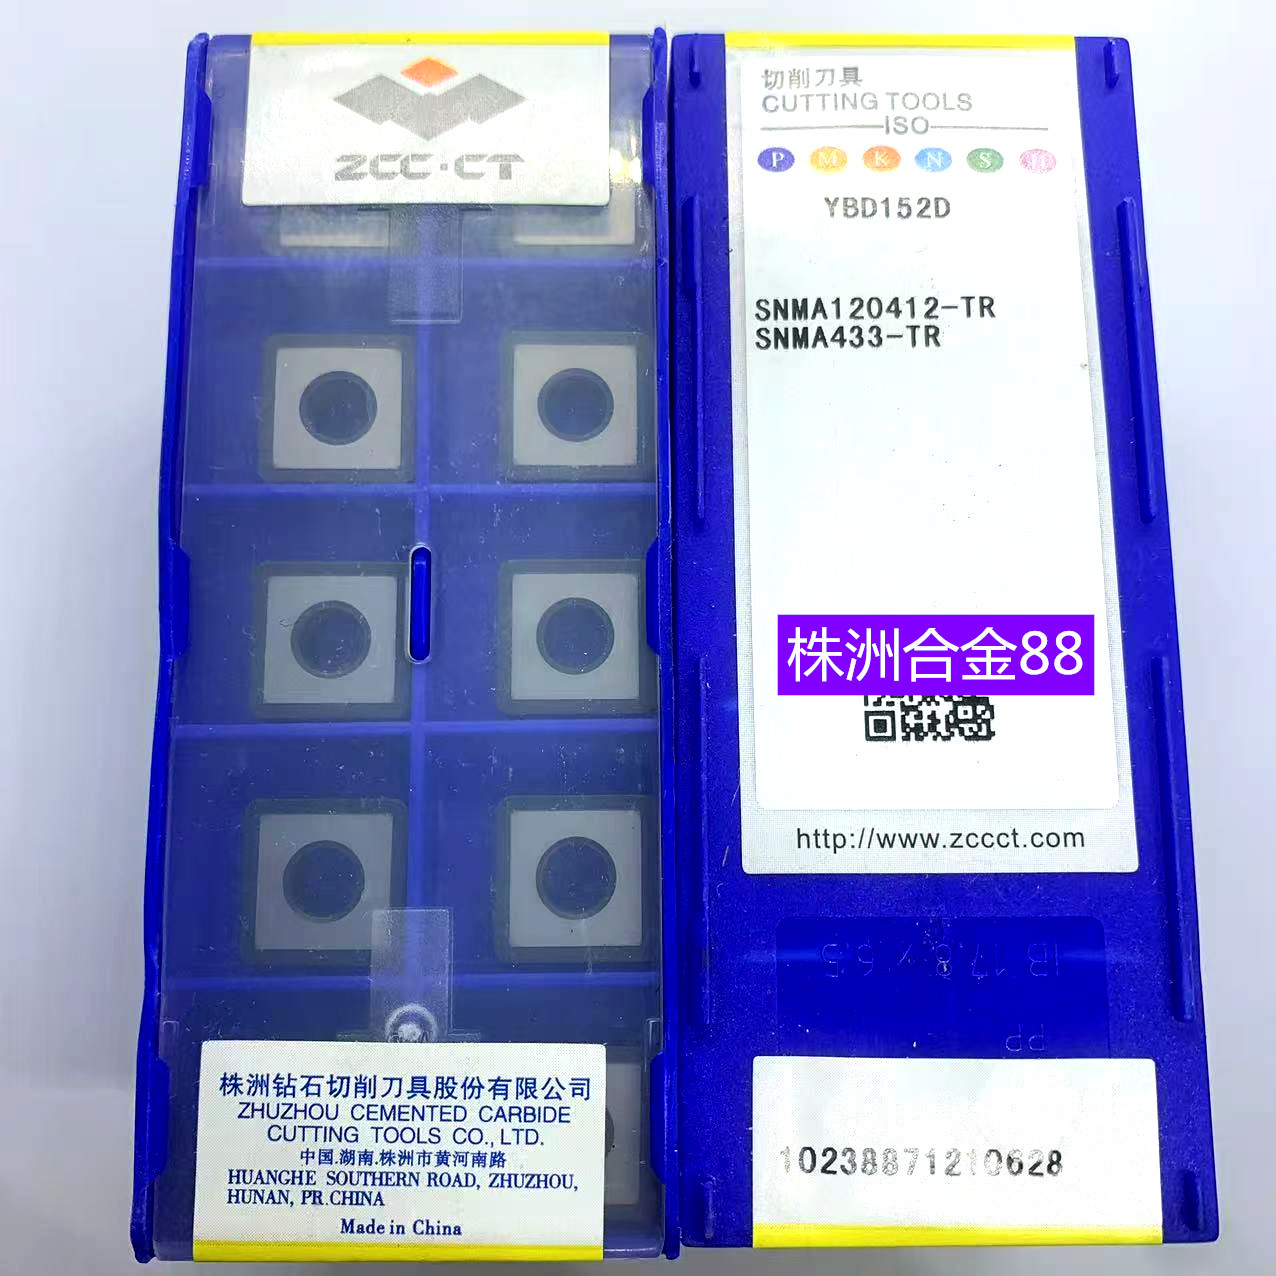 ZCC·CT
株洲钻石切削刀具股份有限公司
ZHUZHOU CEMENTED CARBIDE
CUTTING TOOLS CO., LTD.
中国.湖南.株洲市黄河南路
HUANGHE SOUTHERN ROAD, ZHUZHOU,
HUNAN, PR.CHINA
Made in China
切削刀具
CUTTING TOOLS
ISO
P M K N S H
YBD152D
SNMA120412-TR
SNMA433-TR
株洲合金88
http://www.zccct.com
PP
10238871210628